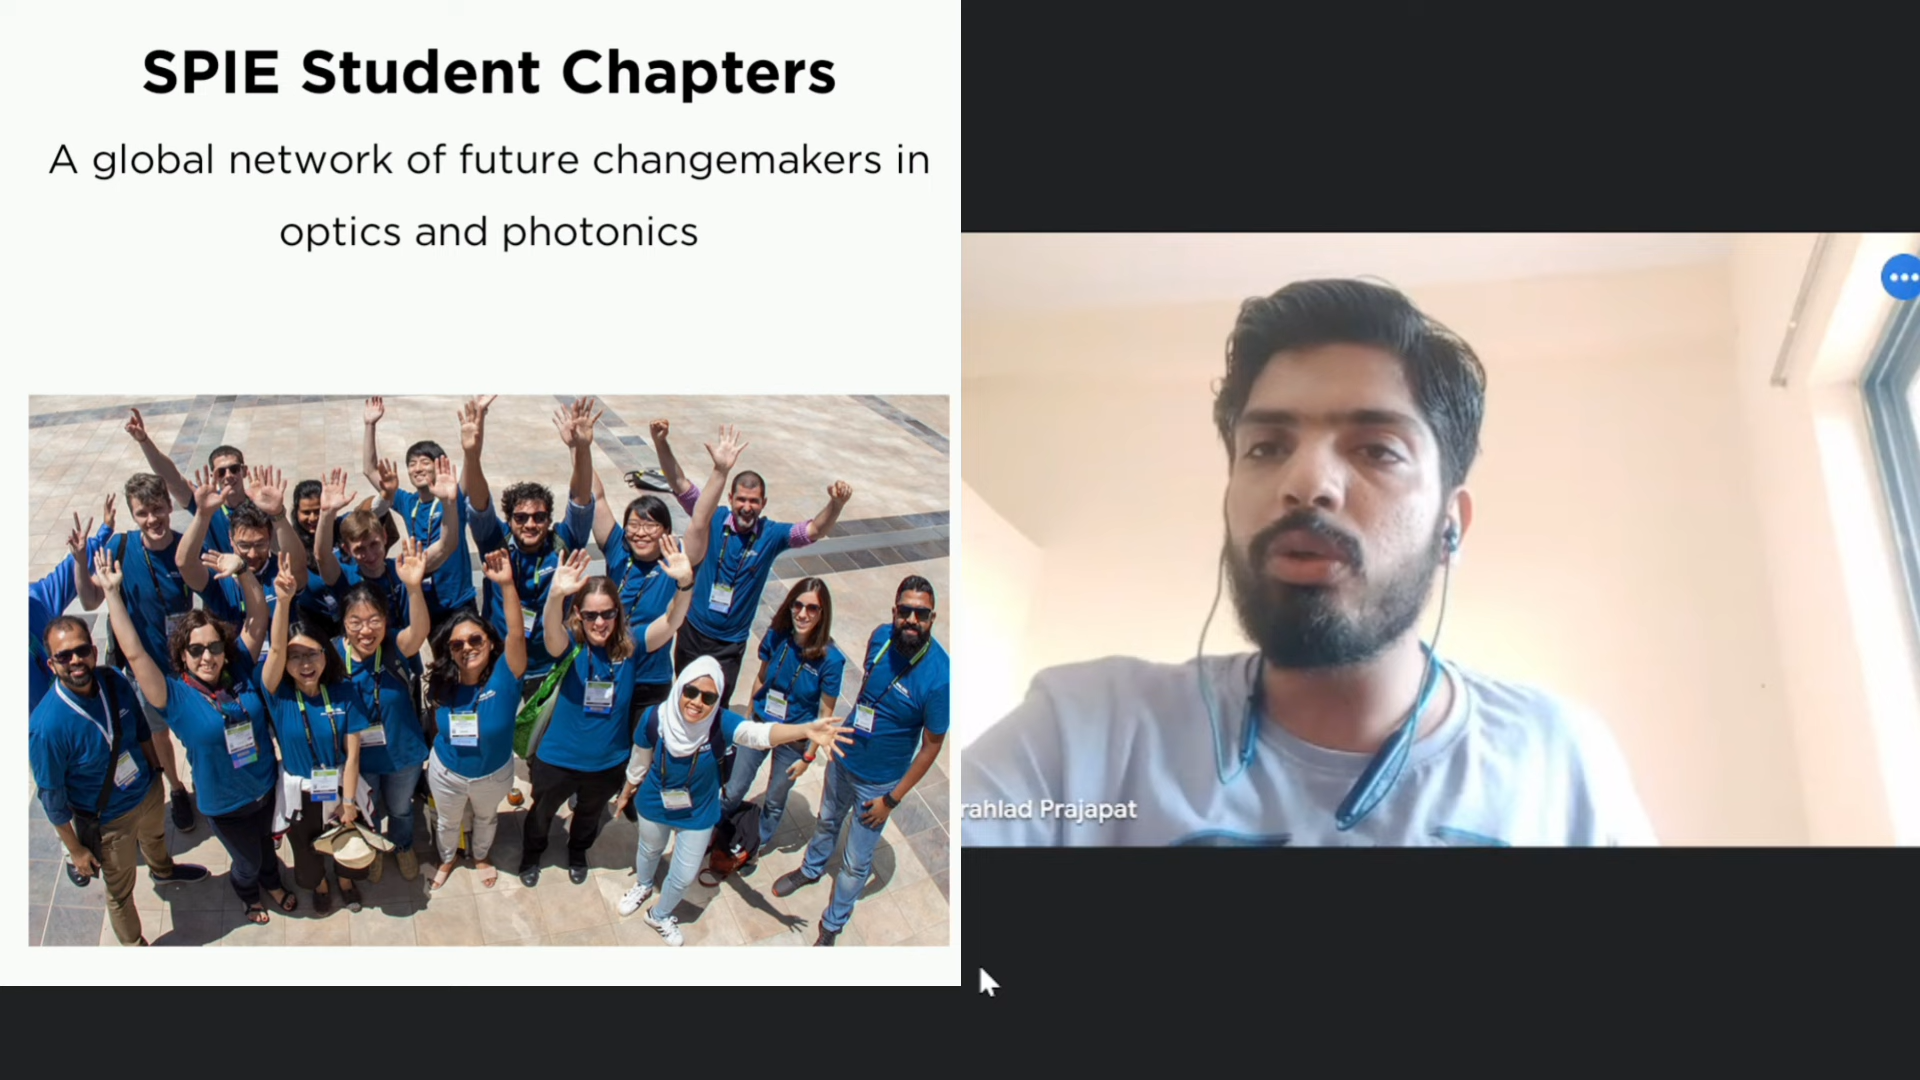 SPIE Student Chapters
A global network of future changemakers in
optics and photonics
rahlad Prajapat